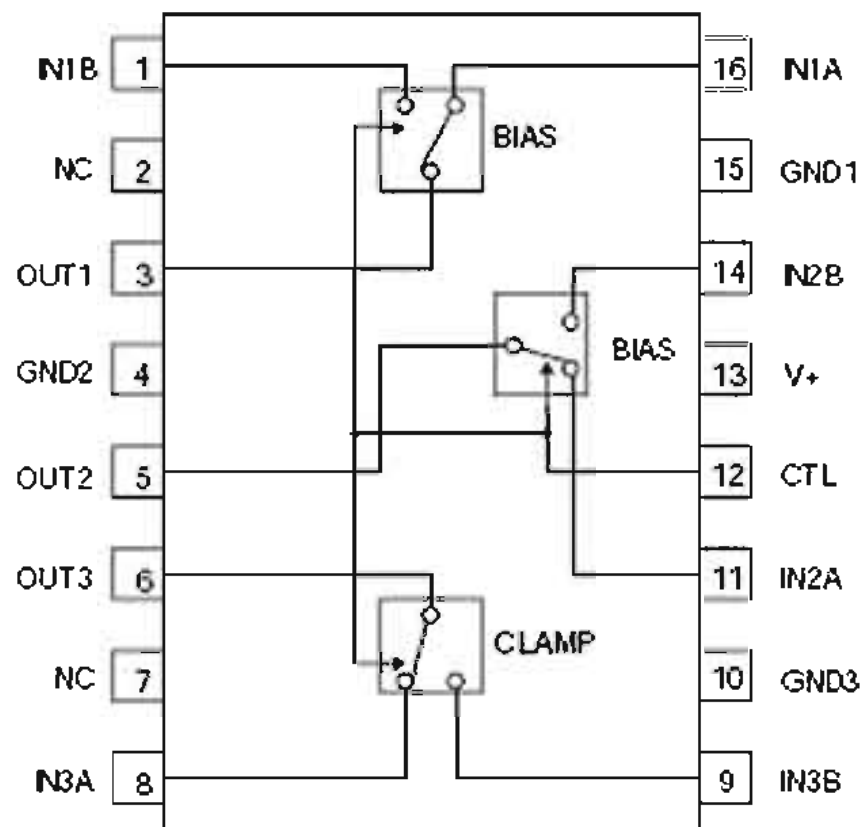 IN1B 1 16 IN1A
BIAS
NC 2 15 GND1
OUT1 3 14 IN2B
BIAS
GND2 4 13 V+
OUT2 5 12 CTL
OUT3 6 11 IN2A
CLAMP
NC 7 10 GND3
IN3A 8 9 IN3B